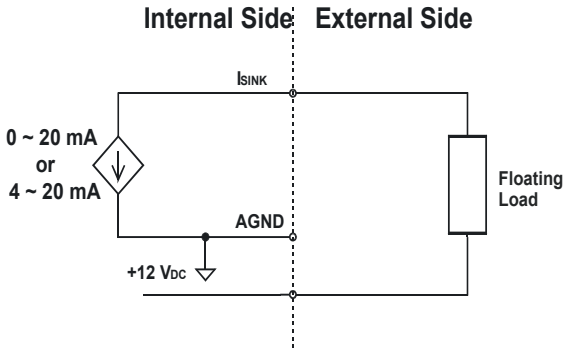 Internal Side External Side
ISINK
0 ~ 20 mA
or
4 ~ 20 mA
AGND
+12 VDC
Floating
Load